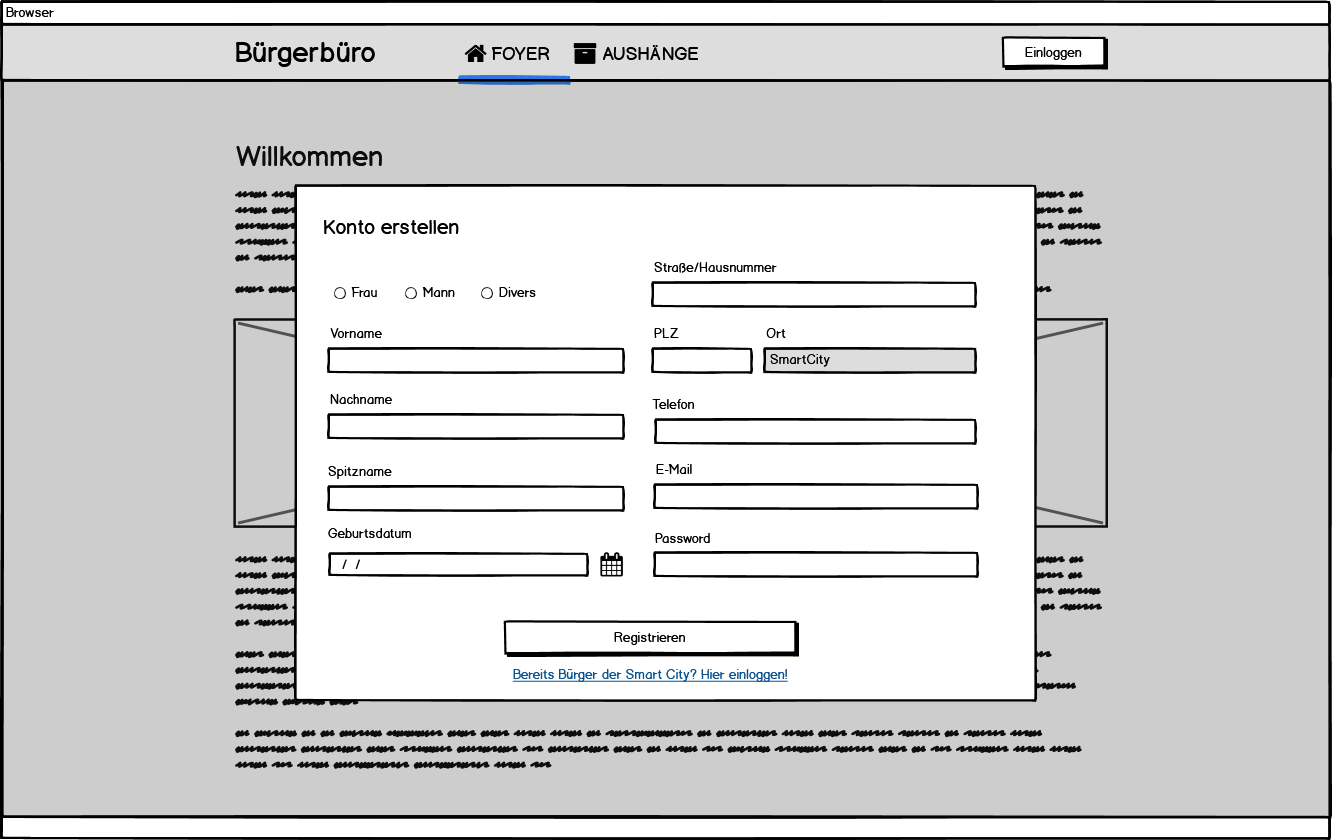 Browser
Bürgerbüro
FOYER
AUSHÄNGE
Einloggen
Willkommen
Konto erstellen
Frau
Mann
Divers
Vorname
Nachname
Spitzname
Geburtsdatum
/ /
Straße/Hausnummer
PLZ
Ort
SmartCity
Telefon
E-Mail
Password
Registrieren
Bereits Bürger der Smart City? Hier einloggen!